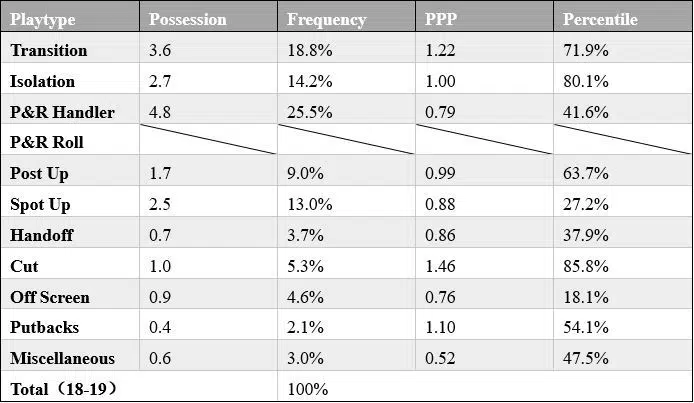 Playtype Possession Frequency PPP Percentile
Transition 3.6 18.8% 1.22 71.9%
Isolation 2.7 14.2% 1.00 80.1%
P&R Handler 4.8 25.5% 0.79 41.6%
P&R Roll
Post Up 1.7 9.0% 0.99 63.7%
Spot Up 2.5 13.0% 0.88 27.2%
Handoff 0.7 3.7% 0.86 37.9%
Cut 1.0 5.3% 1.46 85.8%
Off Screen 0.9 4.6% 0.76 18.1%
Putbacks 0.4 2.1% 1.10 54.1%
Miscellaneous 0.6 3.0% 0.52 47.5%
Total（18-19） 100%